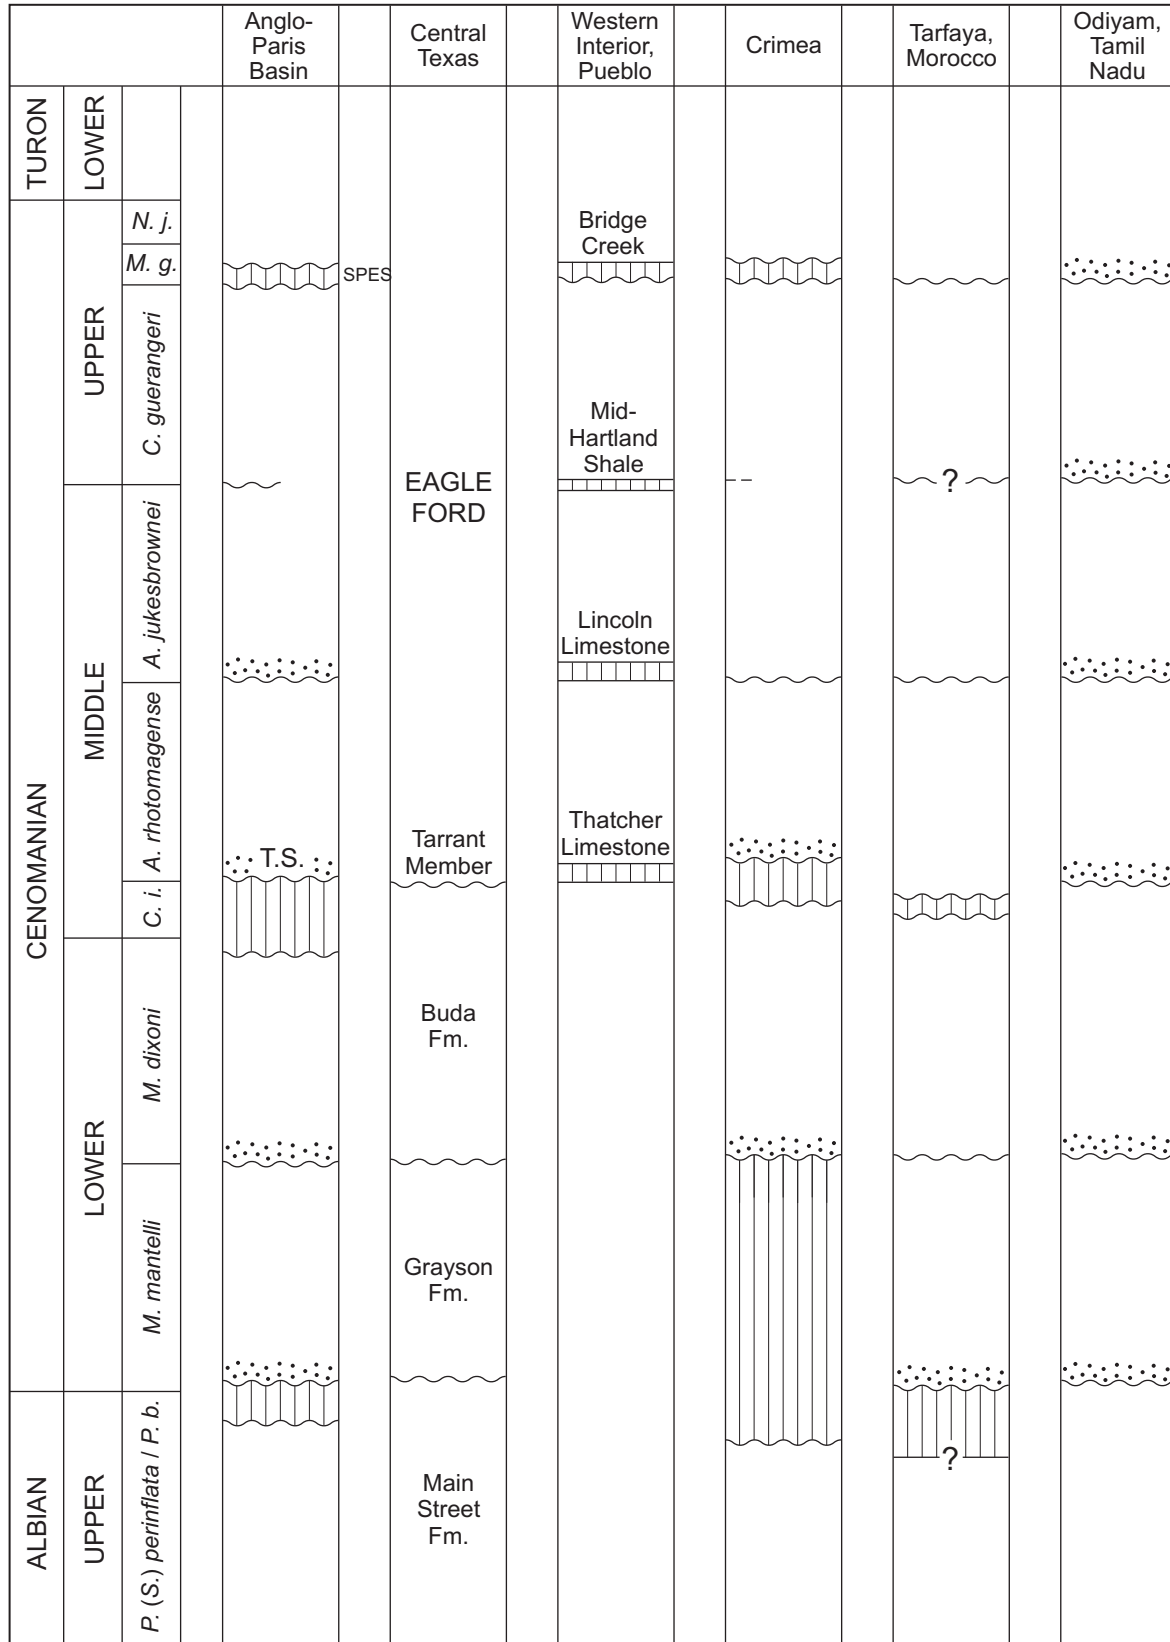 Anglo-
Paris
Basin
Central
Texas
Western
Interior,
Pueblo
Crimea
Tarfaya,
Morocco
Odiyam,
Tamil
Nadu
TURON
LOWER
CENOMANIAN
UPPER
N. j.
M. g.
C. guerangeri
MIDDLE
A. jukesbrownei
A. rhotomagense
C. i.
LOWER
M. dixoni
M. mantelli
ALBIAN
UPPER
P. (S.) perinflata / P. b.
SPES
T.S.
EAGLE
FORD
Tarrant
Member
Buda
Fm.
Grayson
Fm.
Main
Street
Fm.
Bridge
Creek
Mid-
Hartland
Shale
Lincoln
Limestone
Thatcher
Limestone
?
?